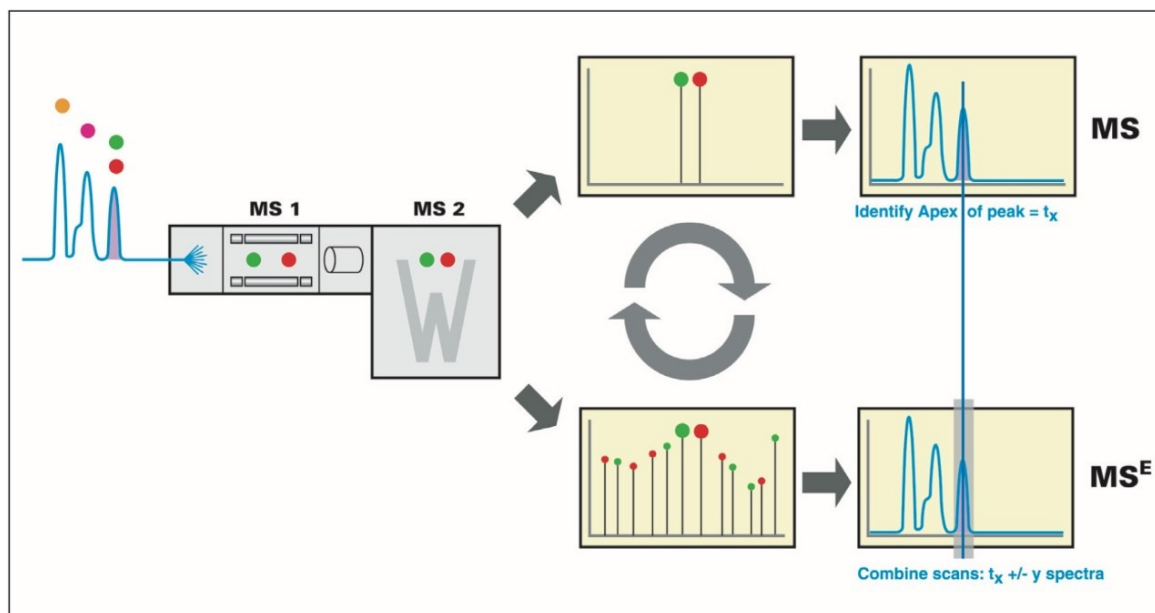 MS 1
MS 2
MS
Identify Apex of peak = tx
W
MSE
Combine scans: tx +/- y spectra